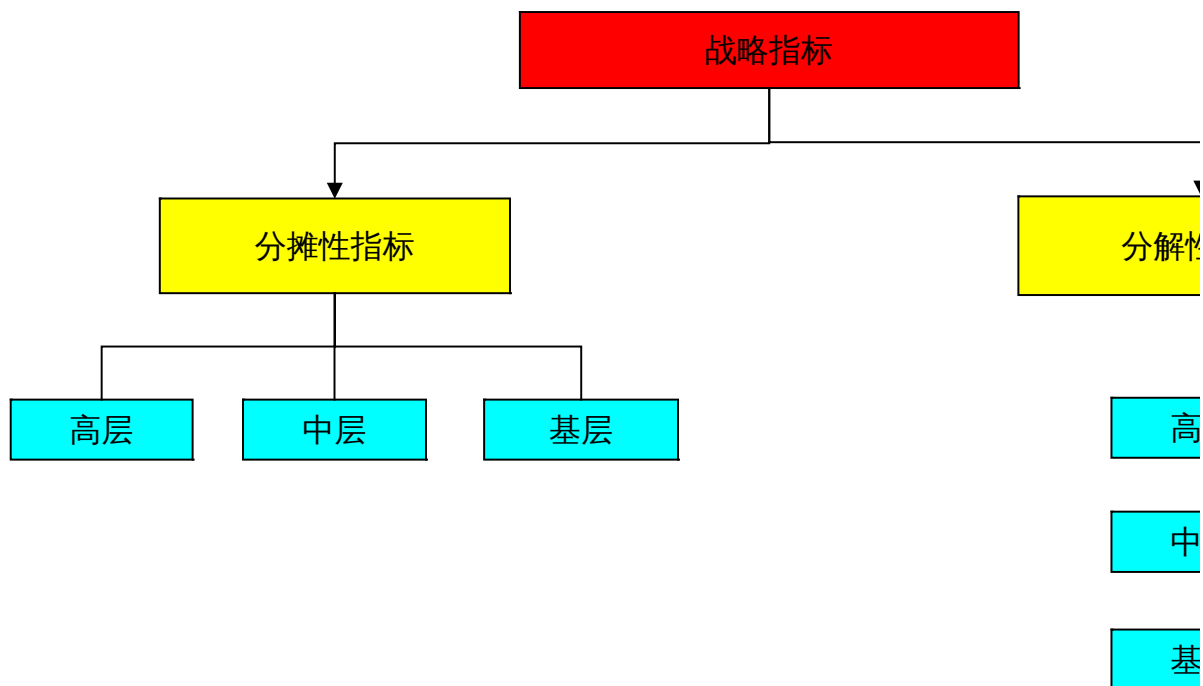 战略指标
分摊性指标
分解性
高层
中层
基层
高
中
基